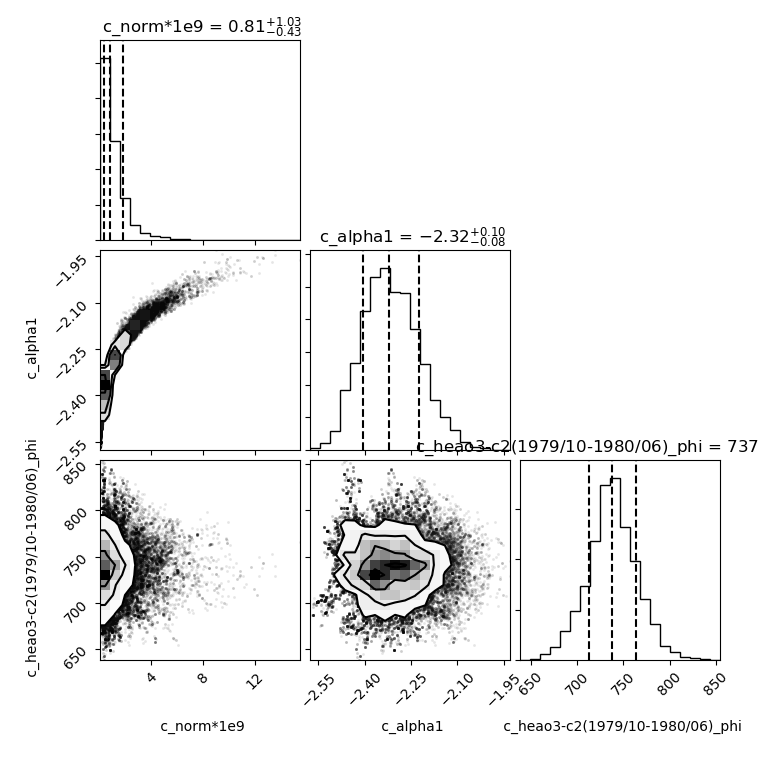 c_norm*1e9 = 0.81+1.03−0.43
c_alpha1 = −2.32+0.10−0.08
c_alpha1
−1.95
−2.10
−2.25
−2.40
−2.55
c_heao3-c2(1979/10-1980/06)_phi = 737
c_heao3-c2(1979/10-1980/06)_phi
850
800
750
700
650
4
8
12
−2.55
−2.40
−2.25
−2.10
−1.95
650
700
750
800
850
c_norm*1e9
c_alpha1
c_heao3-c2(1979/10-1980/06)_phi